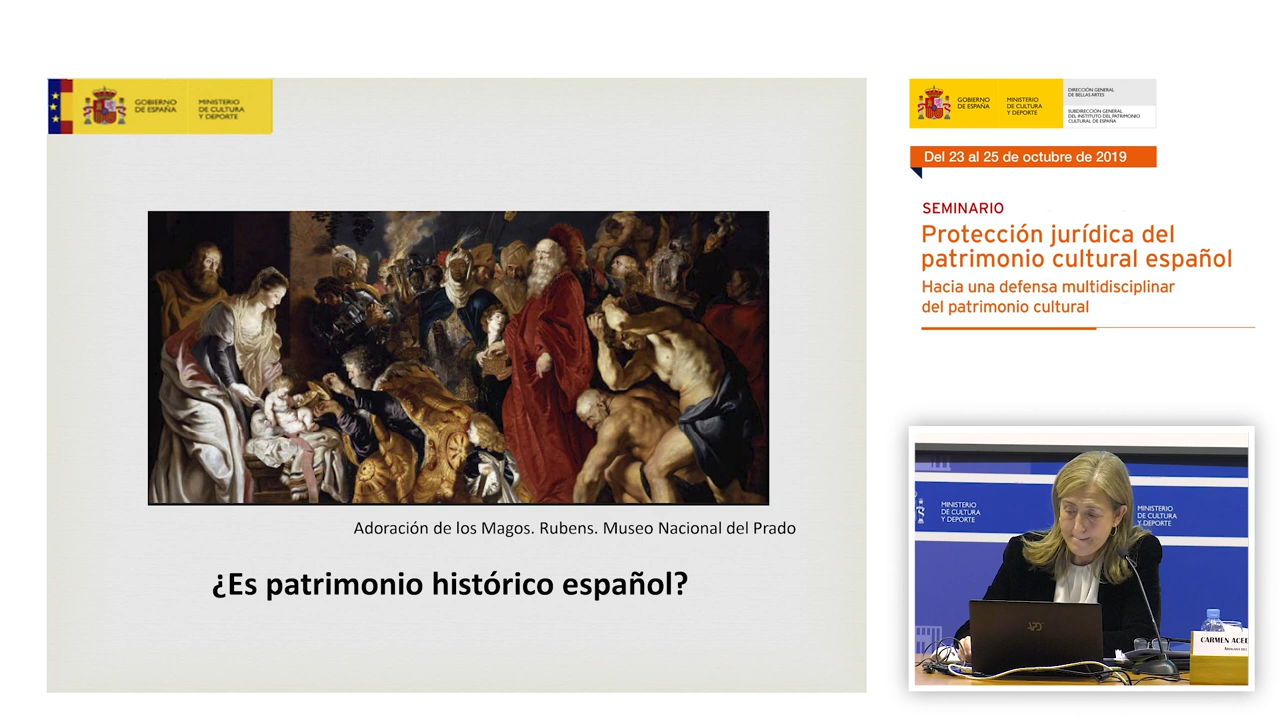 GOBIERNO
DE ESPAÑA
MINISTERIO
DE CULTURA
Y DEPORTE
Adoración de los Magos. Rubens. Museo Nacional del Prado
¿Es patrimonio histórico español?
GOBIERNO
DE ESPAÑA
MINISTERIO
DE CULTURA
Y DEPORTE
DIRECCIÓN GENERAL
DE BELLAS ARTES
SUBDIRECCIÓN GENERAL
DEL INSTITUTO DEL PATRIMONIO
CULTURAL DE ESPAÑA
Del 23 al 25 de octubre de 2019
SEMINARIO
Protección jurídica del
patrimonio cultural español
Hacia una defensa multidisciplinar
del patrimonio cultural
MINISTERIO
DE CULTURA
Y DEPORTE
MINISTERIO
DE CULTURA
Y DEPORTE
CARMEN ACED